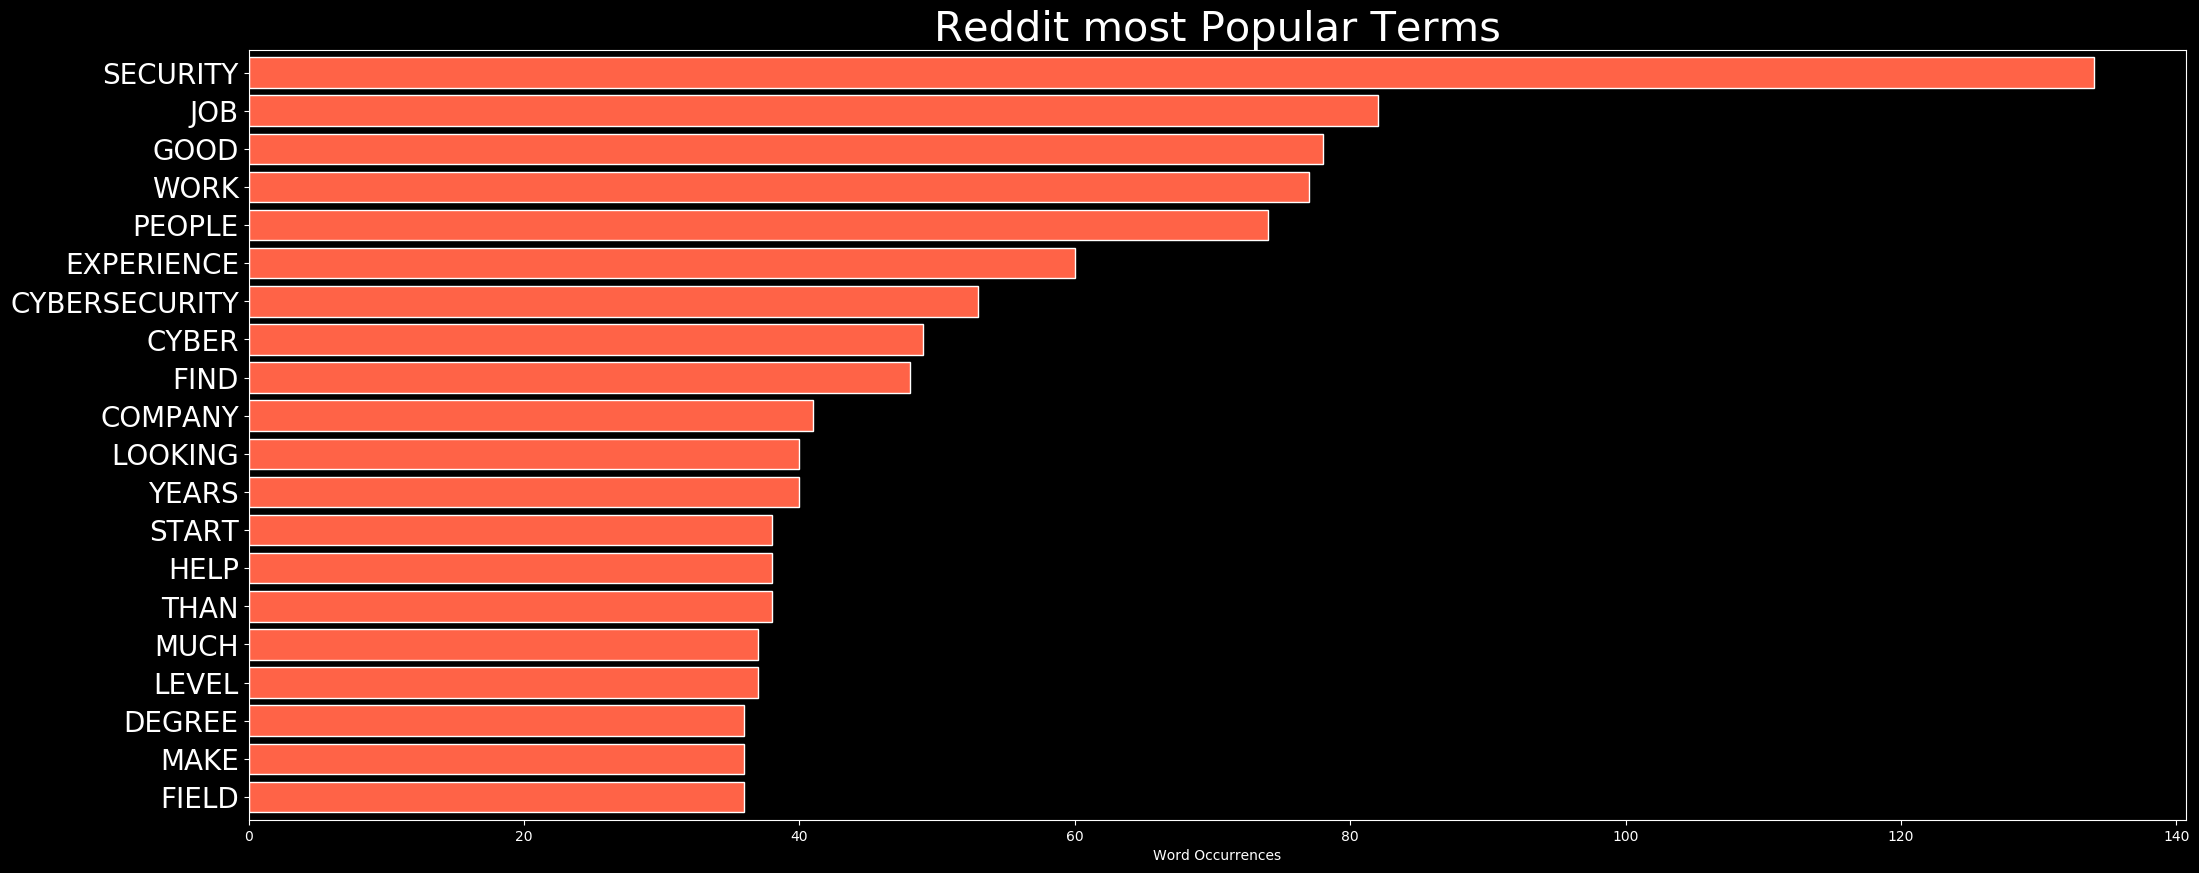 Reddit most Popular Terms
SECURITY
JOB
GOOD
WORK
PEOPLE
EXPERIENCE
CYBERSECURITY
CYBER
FIND
COMPANY
LOOKING
YEARS
START
HELP
THAN
MUCH
LEVEL
DEGREE
MAKE
FIELD
0 20 40 60 80 100 120 140
Word Occurrences